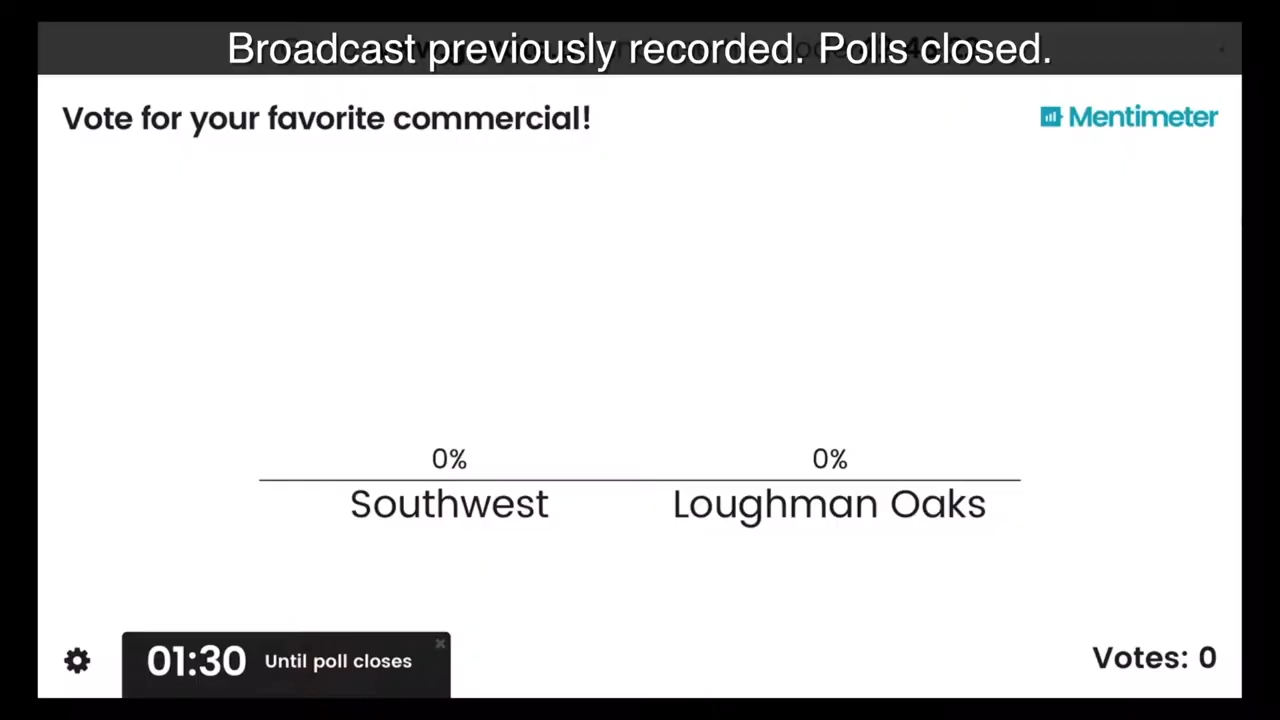 Broadcast previously recorded. Polls closed.
Vote for your favorite commercial!
Mentimeter
0%
0%
Southwest
Loughman Oaks
01:30 Until poll closes
Votes: 0